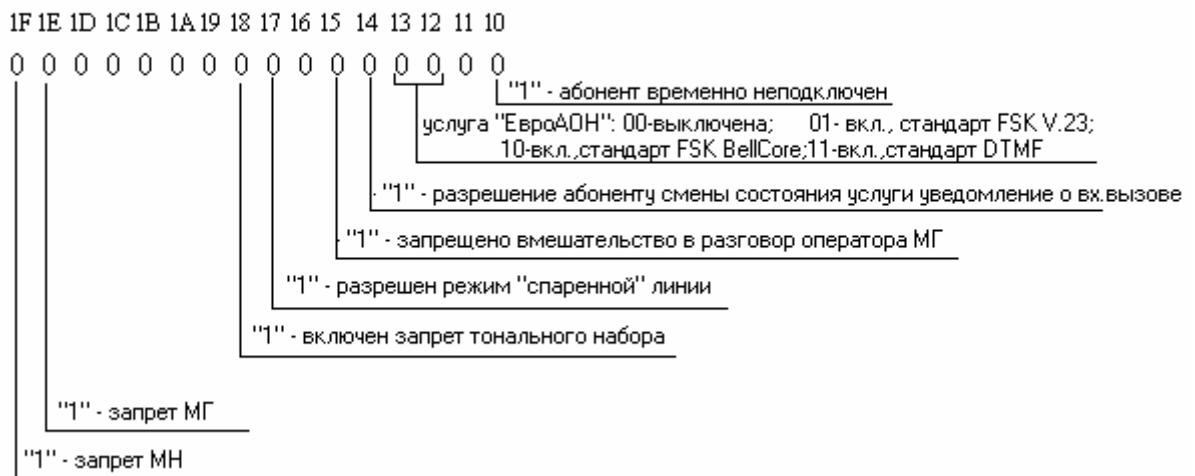 1F 1E 1D 1C 1B 1A 19 18 17 16 15 14 13 12 11 10
0 0 0 0 0 0 0 0 0 0 0 0 0 0 0 0
"1" - абонент временно неподключен
услуга "ЕвроАОН": 00-выключена; 01- вкл., стандарт FSK V.23;
10-вкл.,стандарт FSK BellCore;11-вкл.,стандарт DTMF
"1" - разрешение абоненту смены состояния услуги уведомление о вх.вызове
"1" - запрещено вмешательство в разговор оператора МГ
"1" - разрешен режим "спаренной" линии
"1" - включен запрет тонального набора
"1" - запрет МГ
"1" - запрет МН